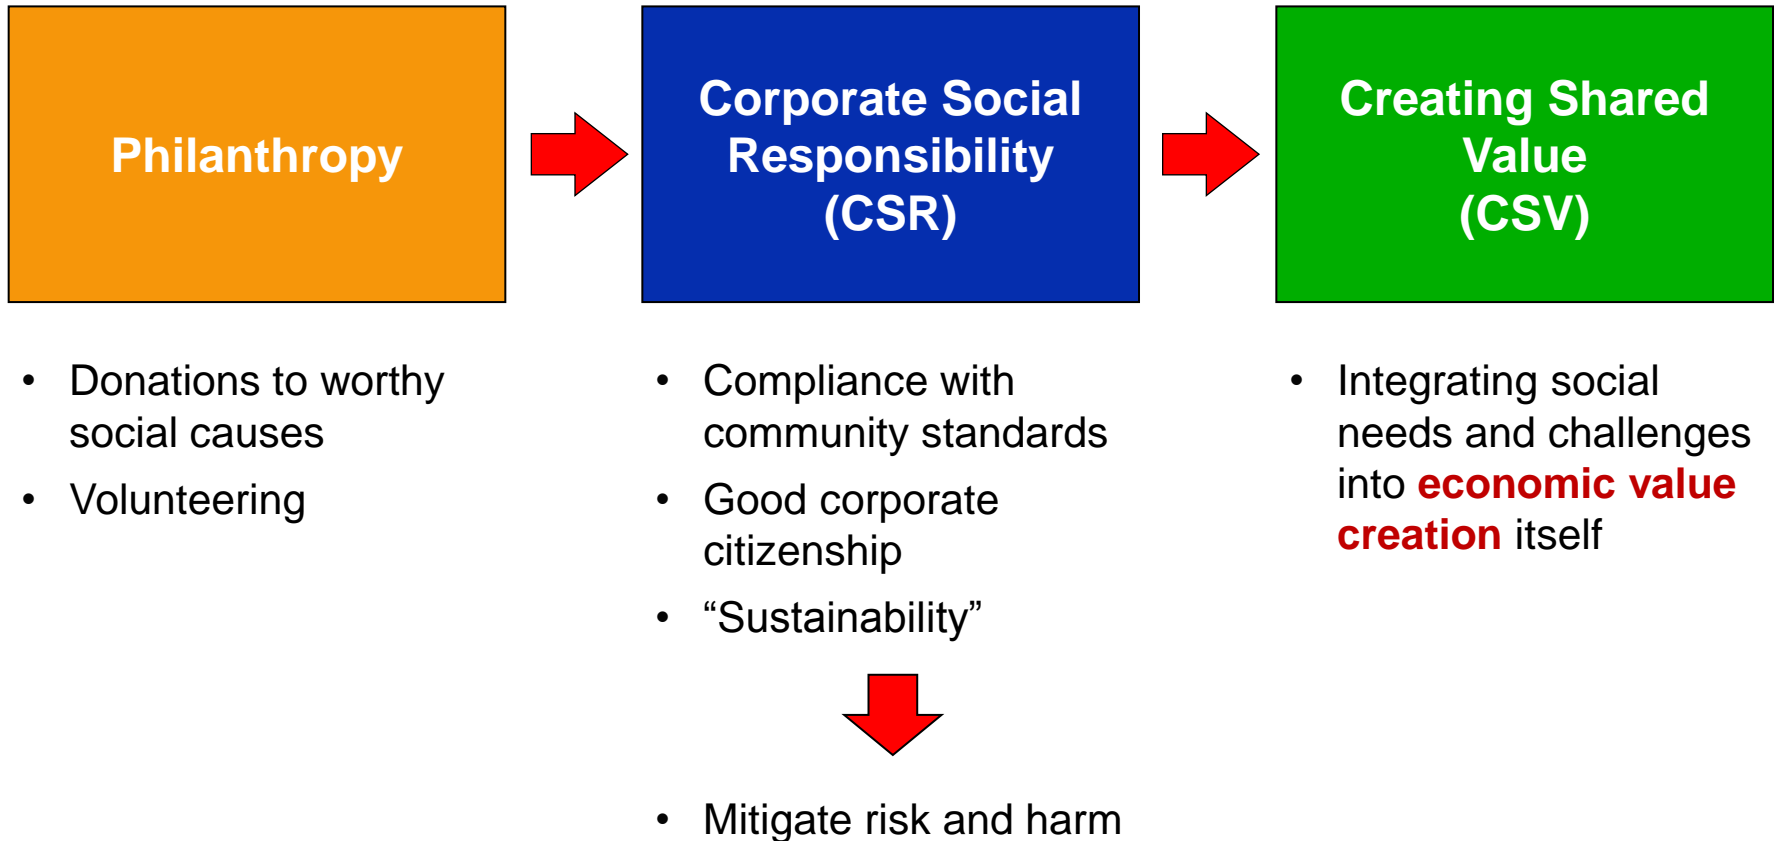 Philanthropy
Corporate Social
Responsibility
(CSR)
Creating Shared
Value
(CSV)
• Donations to worthy
social causes
• Volunteering
• Compliance with
community standards
• Good corporate
citizenship
• “Sustainability”
• Mitigate risk and harm
• Integrating social
needs and challenges
into economic value
creation itself